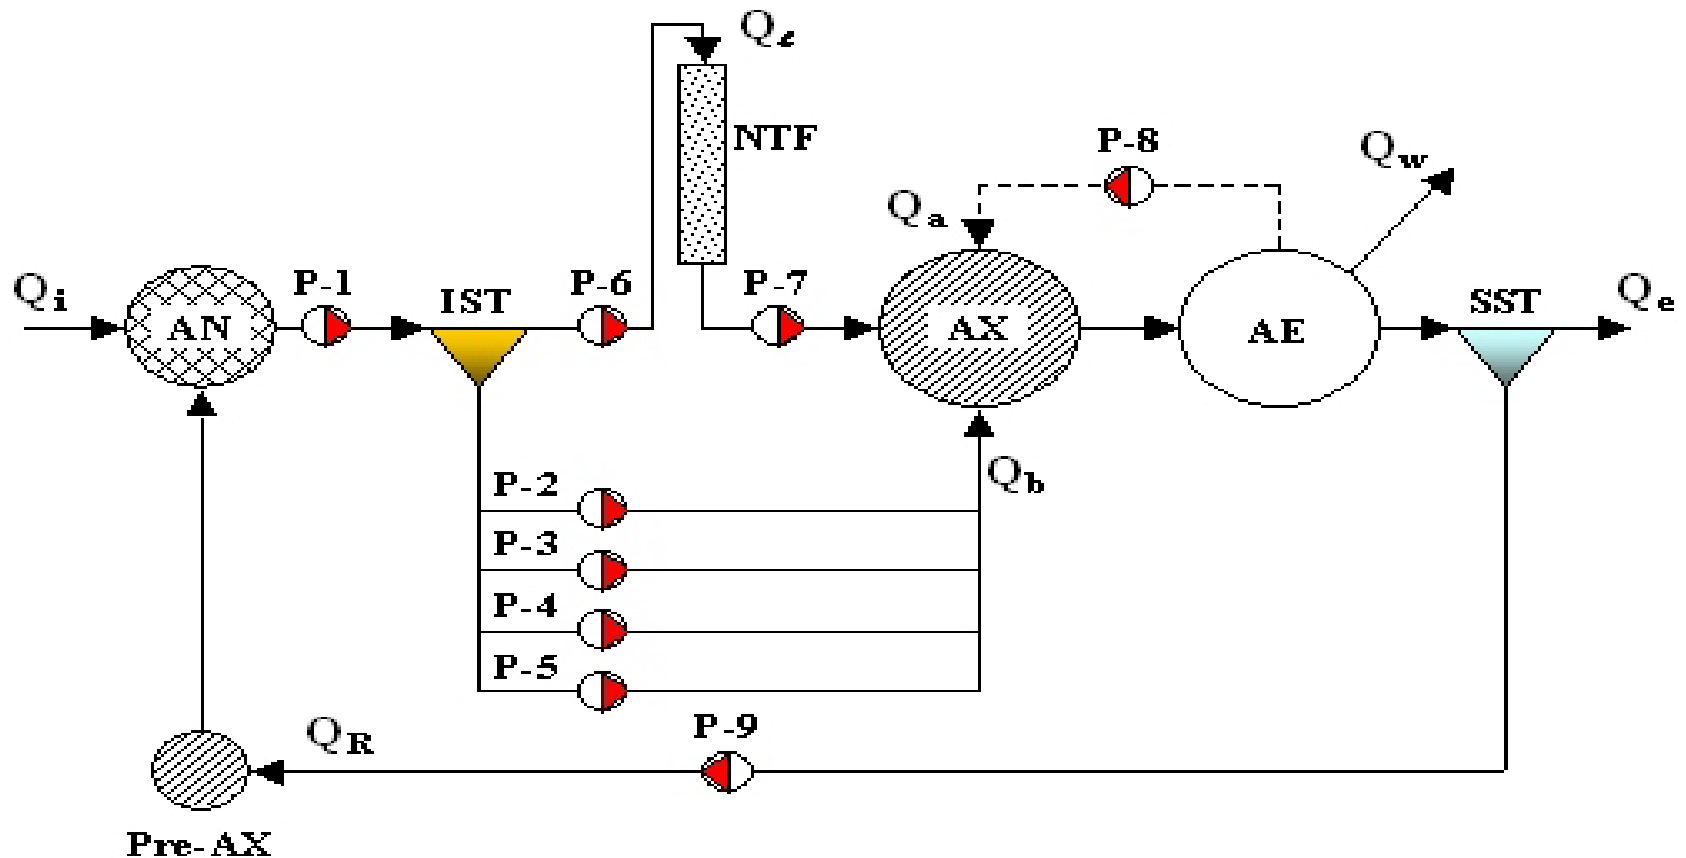 Qℓ
NTF
P-8
Qw
Qa
Qi
P-1
IST
P-6
P-7
SST
Qe
AN
AX
AE
P-2
Qb
P-3
P-4
P-5
QR
P-9
Pre-AX